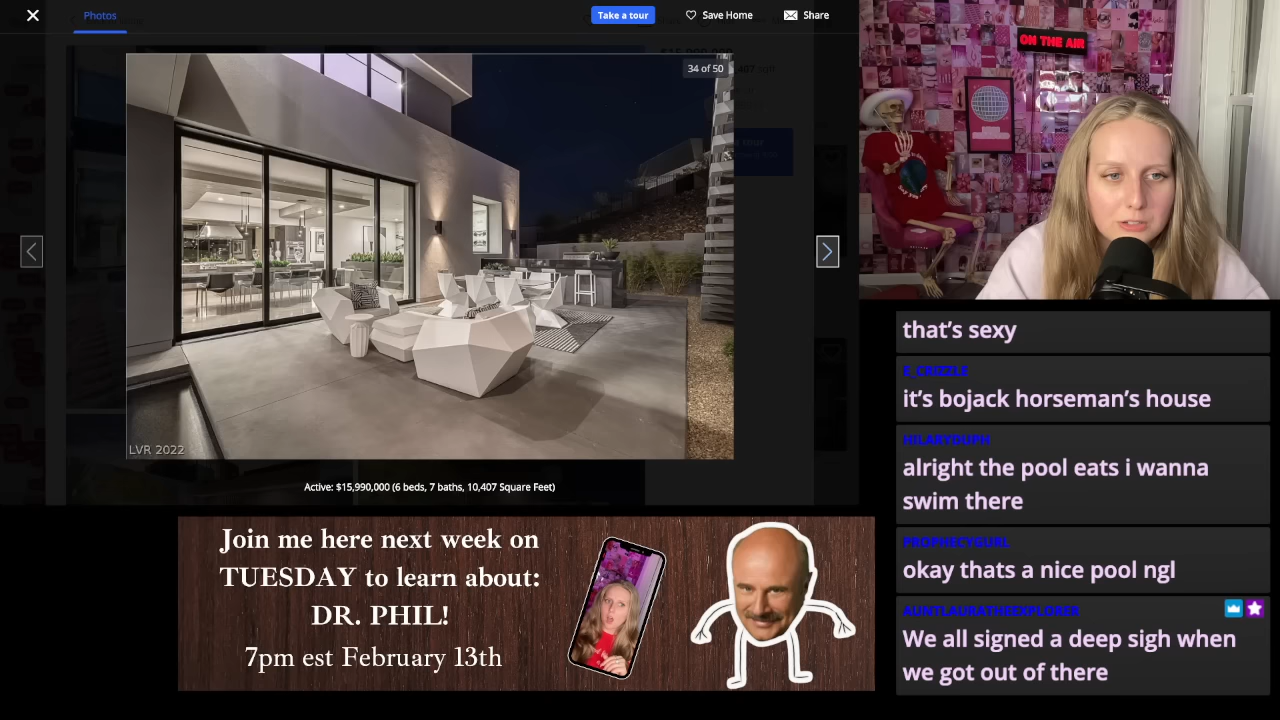 Photos
Take a tour
Save Home
Share
34 of 50
LVR 2022
Active: $15,990,000 (6 beds, 7 baths, 10,407 Square Feet)
ON THE AIR
that's sexy
E_CRIZZLE
it's bojack horseman's house
HILARYGUPH
alright the pool eats i wanna
swim there
PROPHECYGURL
okay thats a nice pool ngl
AUNTLAURATHEEXPLORER
We all signed a deep sigh when
we got out of there
Join me here next week on
TUESDAY to learn about:
DR. PHIL!
7pm est February 13th